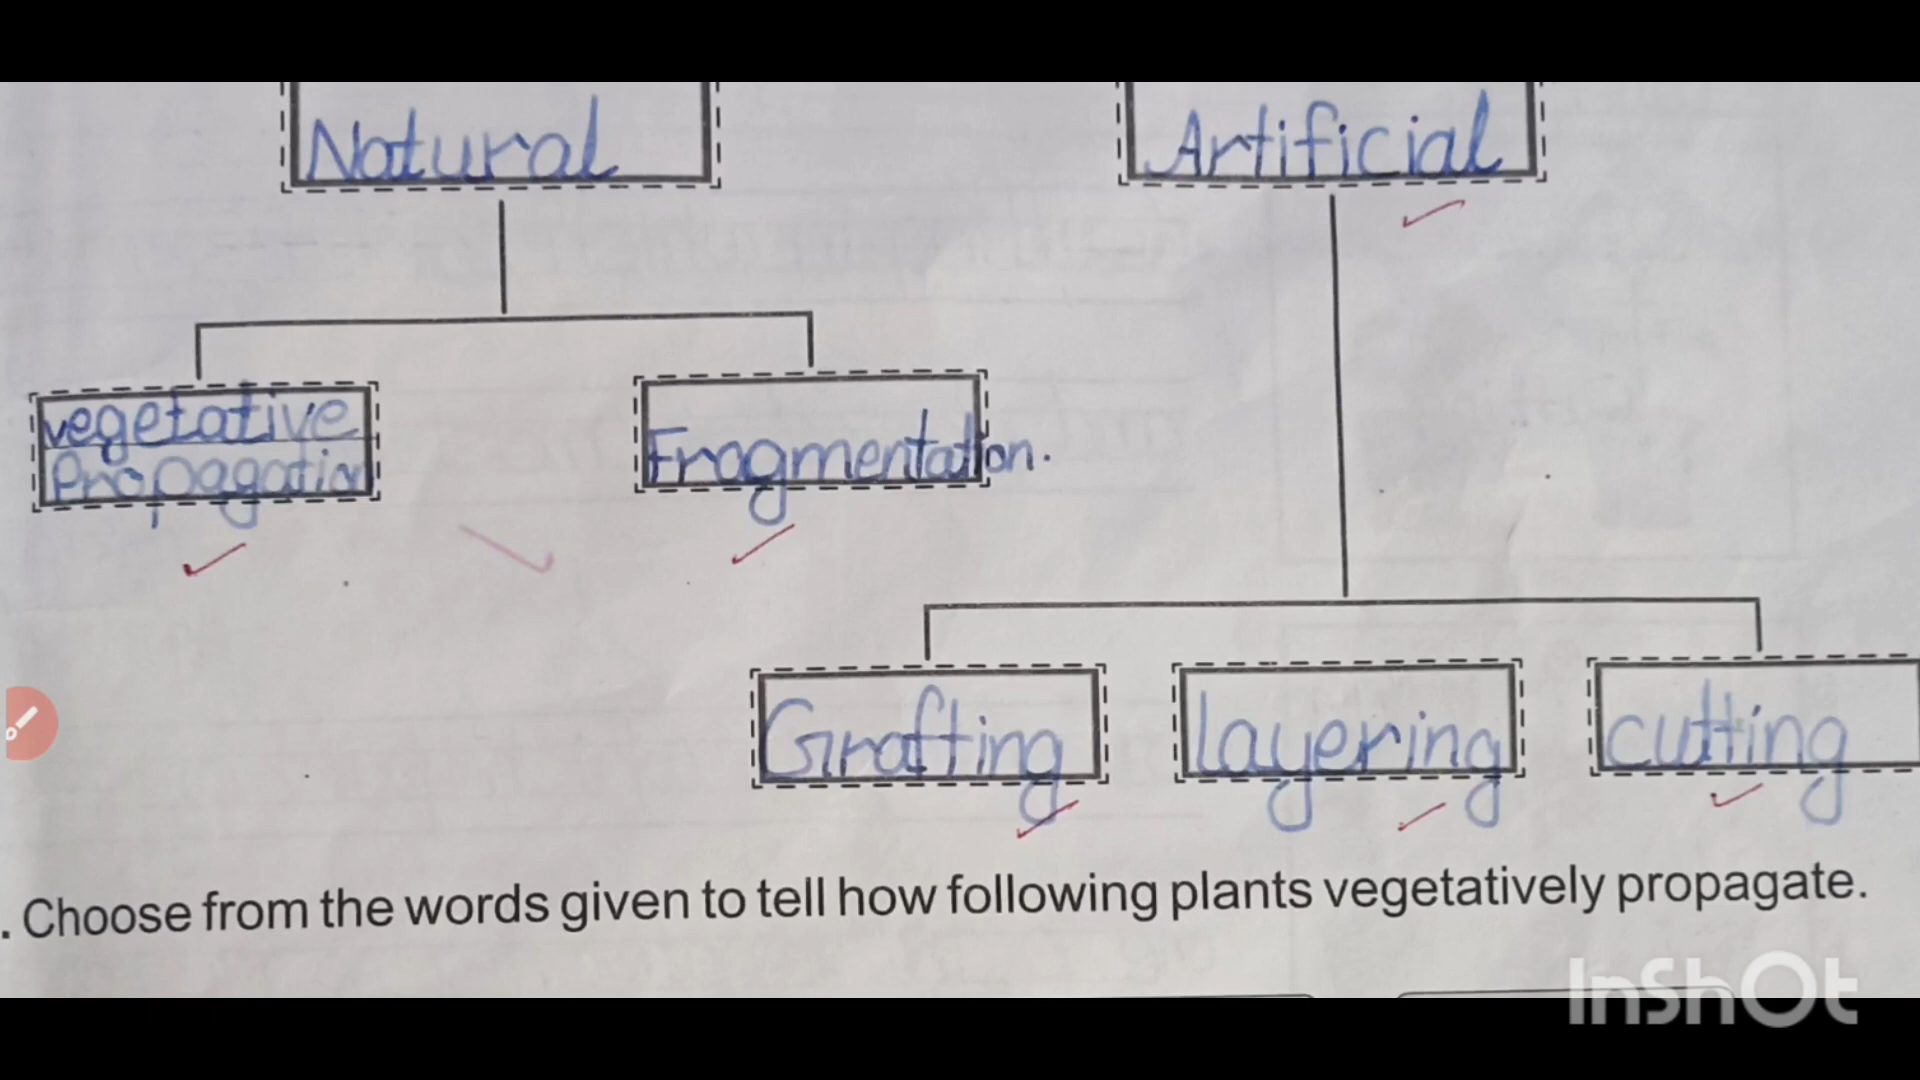 Natural
Artificial
vegetative
Propagation
Fragmentation.
Grafting
layering
cutting
. Choose from the words given to tell how following plants vegetatively propagate.
InShOt